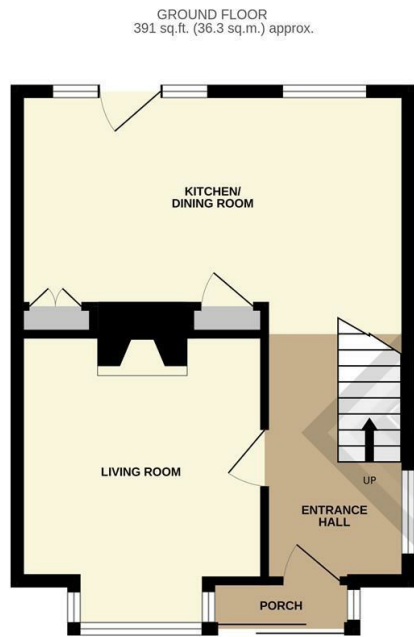 GROUND FLOOR
391 sq.ft. (36.3 sq.m.) approx.
KITCHEN/
DINING ROOM
LIVING ROOM
UP
ENTRANCE
HALL
PORCH